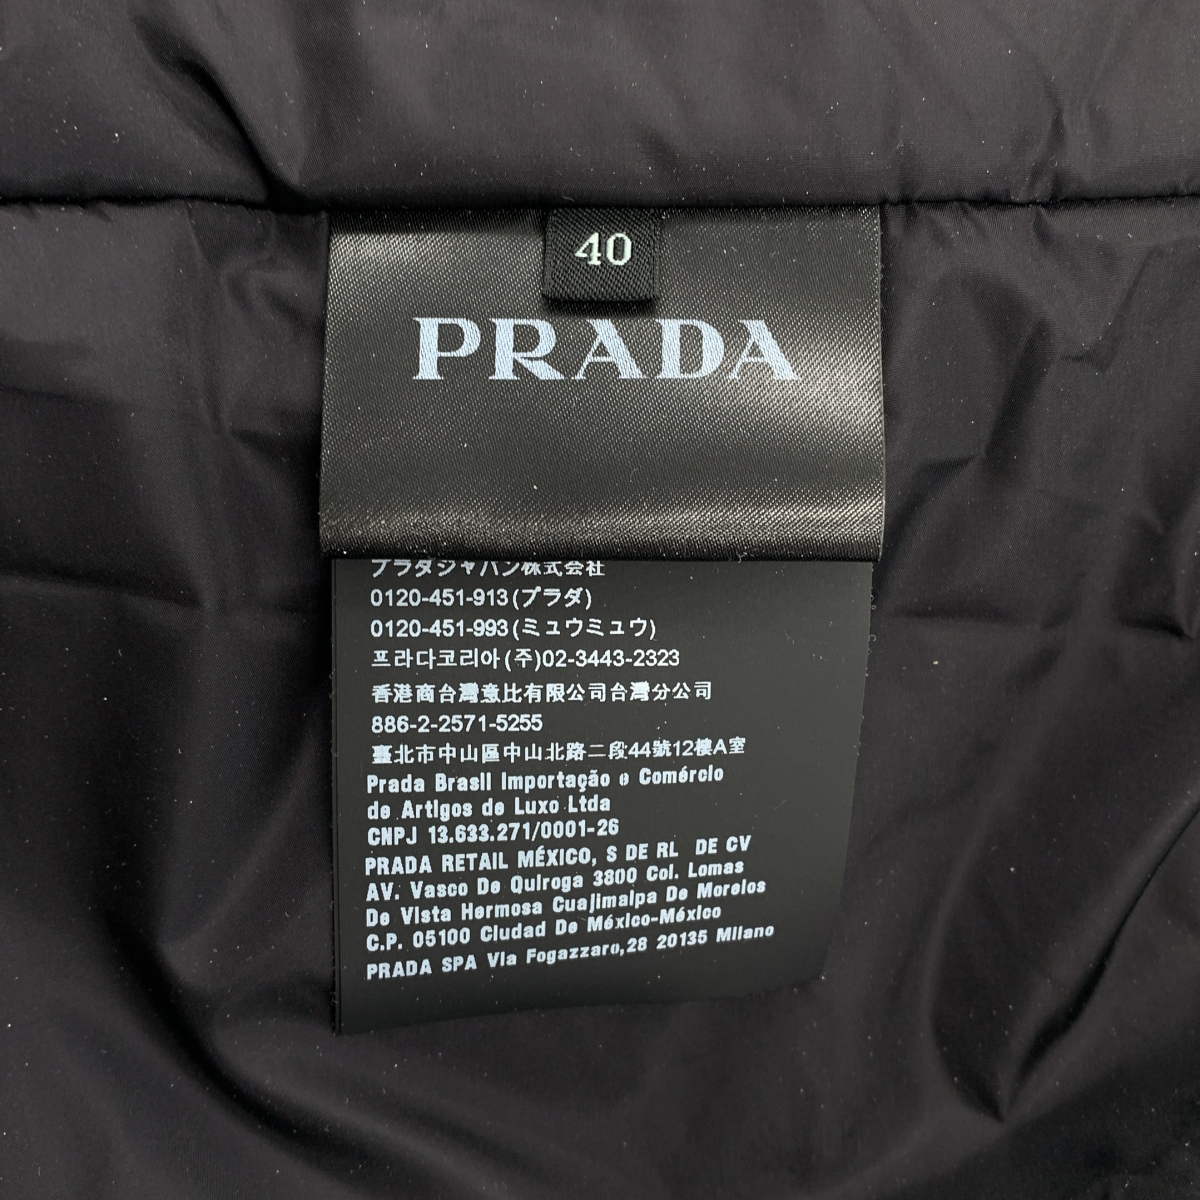 40
PRADA
プラダジャパン株式会社
0120-451-913(プラダ)
0120-451-993(ミュウミュウ)
프라다코리아(주)02-3443-2323
香港商台灣意比有限公司台灣分公司
886-2-2571-5255
臺北市中山區中山北路二段44號12樓A室
Prada Brasil Importação e Comércio
de Artigos de Luxo Ltda
CNPJ 13.633.271/0001-26
PRADA RETAIL MÉXICO, S DE RL DE CV
AV. Vasco De Quiroga 3800 Col. Lomas
De Vista Hermosa Cuajimalpa De Morelos
C.P. 05100 Ciudad De México-México
PRADA SPA Via Fogazzaro,28 20135 Milano